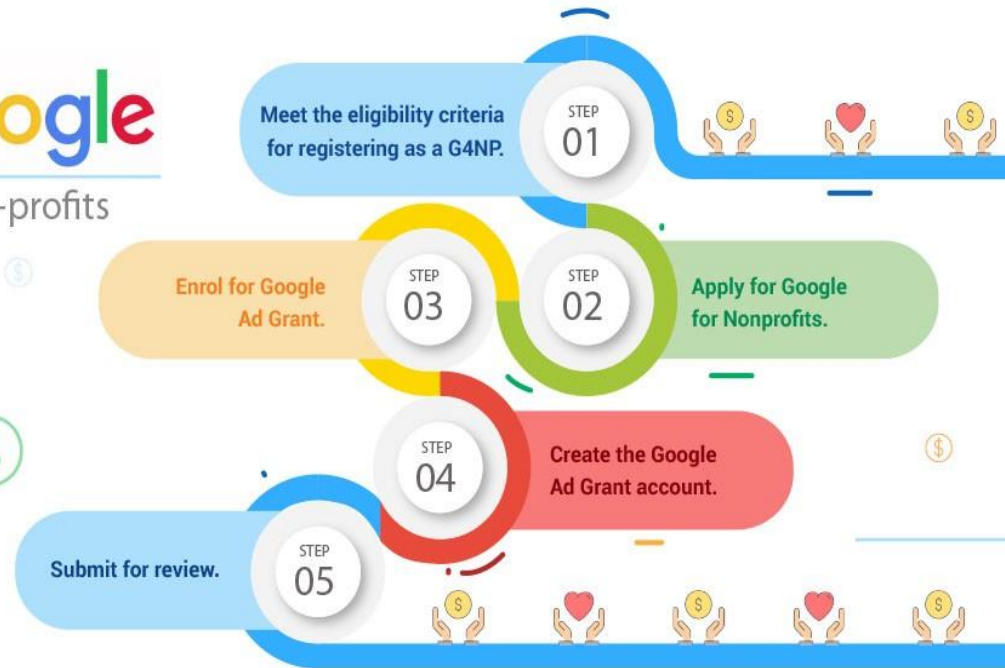 ogle
-profits
Meet the eligibility criteria
for registering as a G4NP.
STEP
01
STEP
02
Apply for Google
for Nonprofits.
Enrol for Google
Ad Grant.
STEP
03
STEP
04
Create the Google
Ad Grant account.
Submit for review.
STEP
05